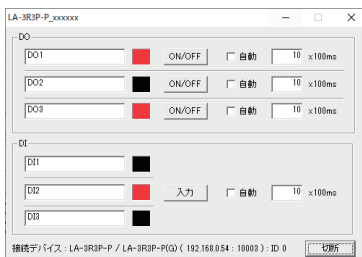 LA-3R3P-P_xxxxxx
DO
DO1 ON/OFF 自動 10 x100ms
DO2 ON/OFF 自動 10 x100ms
DO3 ON/OFF 自動 10 x100ms
DI
DI1
DI2 入力 自動 10 x100ms
DI3
接続デバイス : LA-3R3P-P / LA-3R3P-P(G) ( 192.168.0.54 : 10003 ) : ID 0 切断